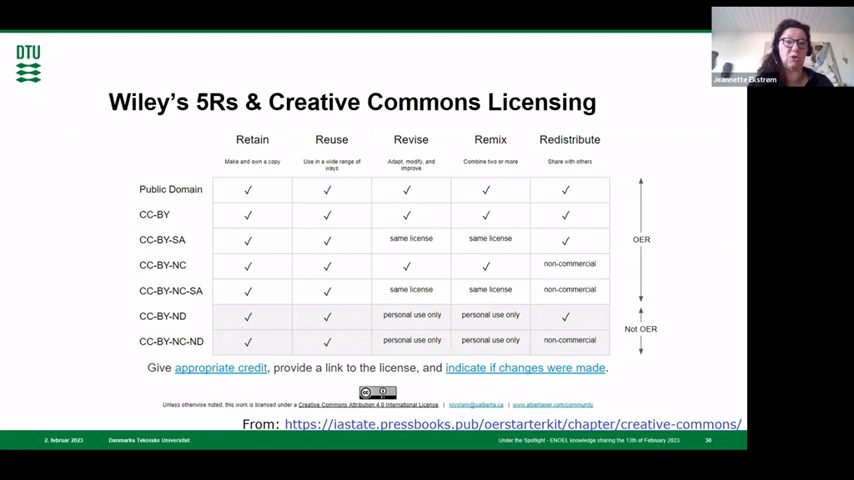 DTU
Jeannette Ekstrøm
Wiley's 5Rs & Creative Commons Licensing
Retain Reuse Revise Remix Redistribute
Make and own a copy Use in a wide range of ways Adapt, modify, and improve Combine two or more Share with others
Public Domain ✓ ✓ ✓ ✓ ✓
CC-BY ✓ ✓ ✓ ✓ ✓
CC-BY-SA ✓ ✓ same license same license ✓
OER
CC-BY-NC ✓ ✓ ✓ ✓ non-commercial
CC-BY-NC-SA ✓ ✓ same license same license non-commercial
CC-BY-ND ✓ ✓ personal use only personal use only ✓
Not OER
CC-BY-NC-ND ✓ ✓ personal use only personal use only non-commercial
Give appropriate credit, provide a link to the license, and indicate if changes were made.
Unless otherwise noted, this work is licensed under a Creative Commons Attribution 4.0 International License. | krystam@ualberta.ca | www.albertaoer.com/community
From: https://iastate.pressbooks.pub/oerstarterkit/chapter/creative-commons/
2. februar 2023 Danmarks Tekniske Universitet Under the Spotlight - ENOEL knowledge sharing the 13th of February 2023 30